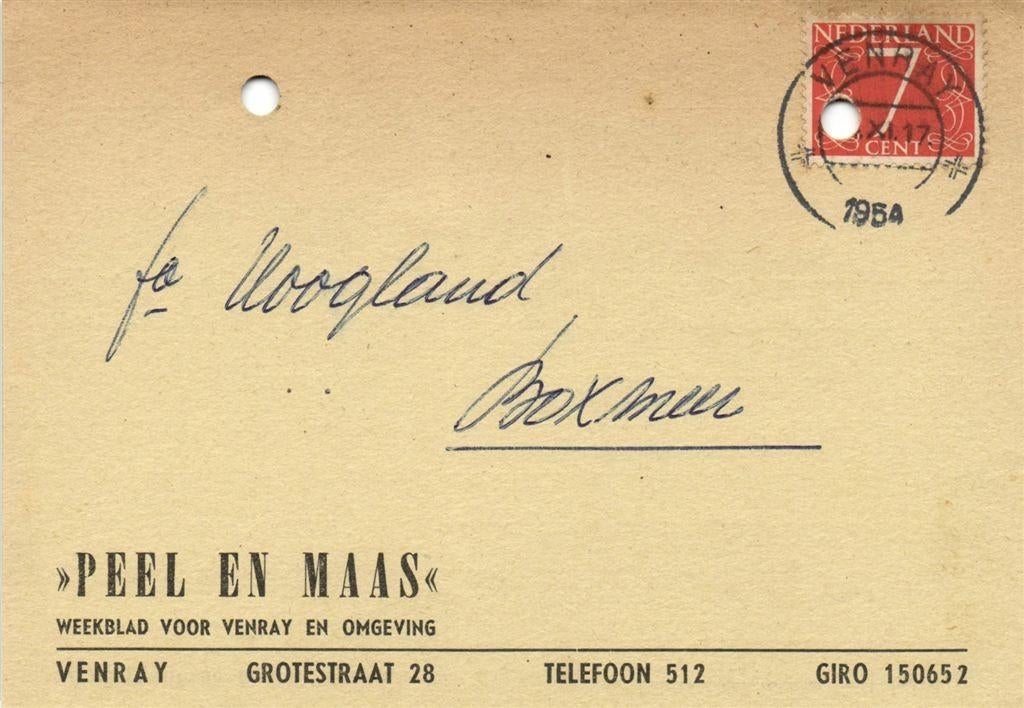 NEDERLAND
7
CENT
VENRAY
XI.17
1954
fa Hoogland
Boxmeer
»PEEL EN MAAS«
WEEKBLAD VOOR VENRAY EN OMGEVING
VENRAY GROTESTRAAT 28 TELEFOON 512 GIRO 150652